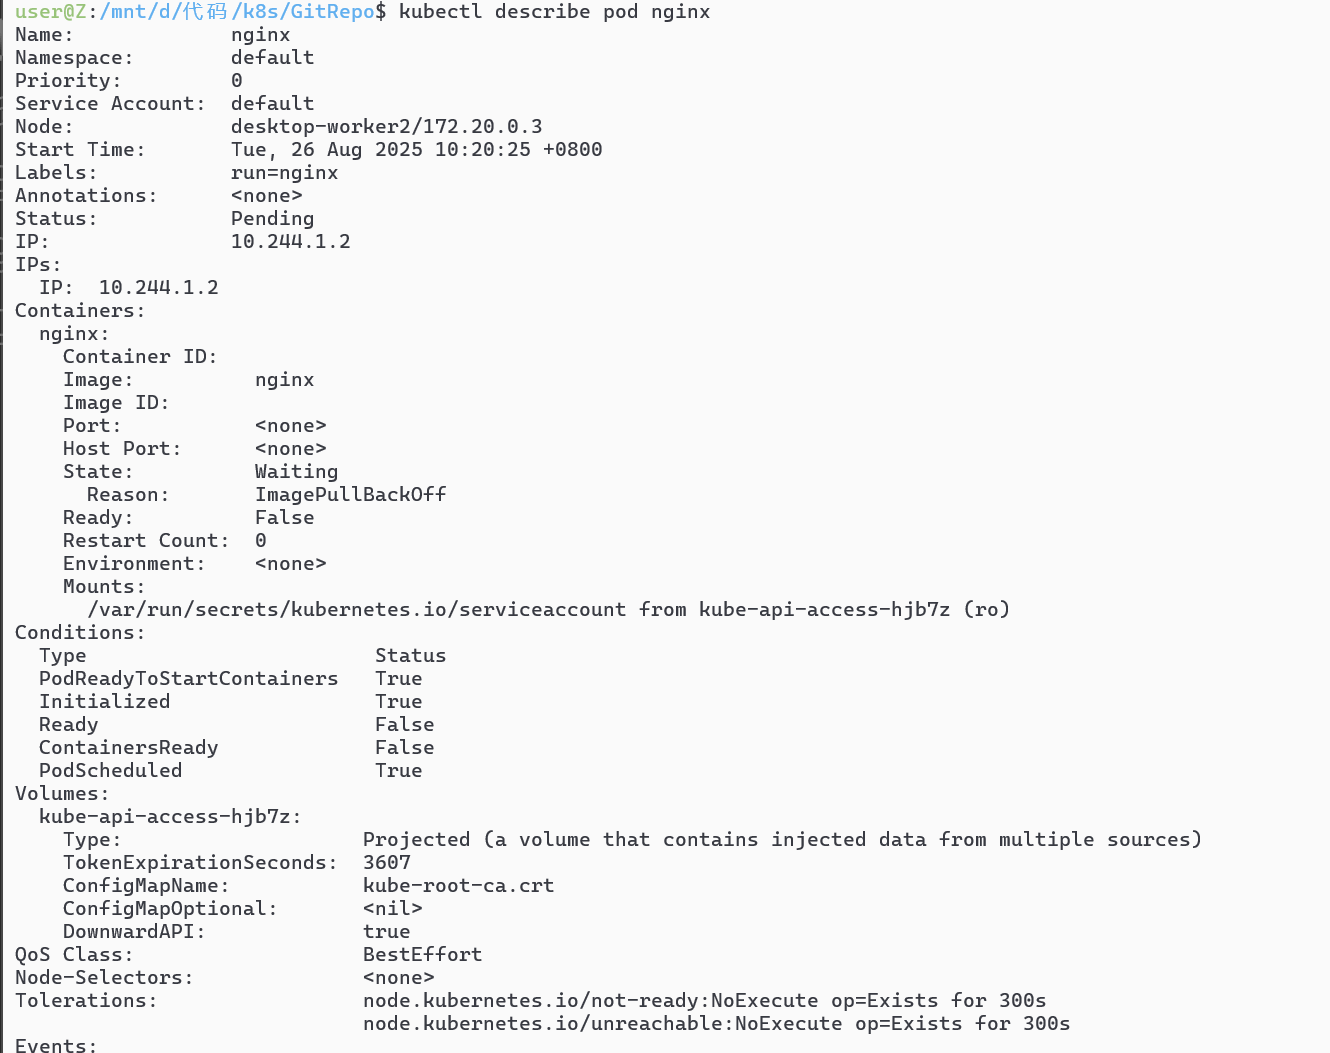 user@Z:/mnt/d/代码/k8s/GitRepo$ kubectl describe pod nginx
Name:             nginx
Namespace:        default
Priority:         0
Service Account:  default
Node:             desktop-worker2/172.20.0.3
Start Time:       Tue, 26 Aug 2025 10:20:25 +0800
Labels:           run=nginx
Annotations:      <none>
Status:           Pending
IP:               10.244.1.2
IPs:
  IP:  10.244.1.2
Containers:
  nginx:
    Container ID:
    Image:          nginx
    Image ID:
    Port:           <none>
    Host Port:      <none>
    State:          Waiting
      Reason:       ImagePullBackOff
    Ready:          False
    Restart Count:  0
    Environment:    <none>
    Mounts:
      /var/run/secrets/kubernetes.io/serviceaccount from kube-api-access-hjb7z (ro)
Conditions:
  Type                        Status
  PodReadyToStartContainers   True
  Initialized                 True
  Ready                       False
  ContainersReady             False
  PodScheduled                True
Volumes:
  kube-api-access-hjb7z:
    Type:                    Projected (a volume that contains injected data from multiple sources)
    TokenExpirationSeconds:  3607
    ConfigMapName:           kube-root-ca.crt
    ConfigMapOptional:       <nil>
    DownwardAPI:             true
QoS Class:                   BestEffort
Node-Selectors:              <none>
Tolerations:                 node.kubernetes.io/not-ready:NoExecute op=Exists for 300s
                             node.kubernetes.io/unreachable:NoExecute op=Exists for 300s
Events: